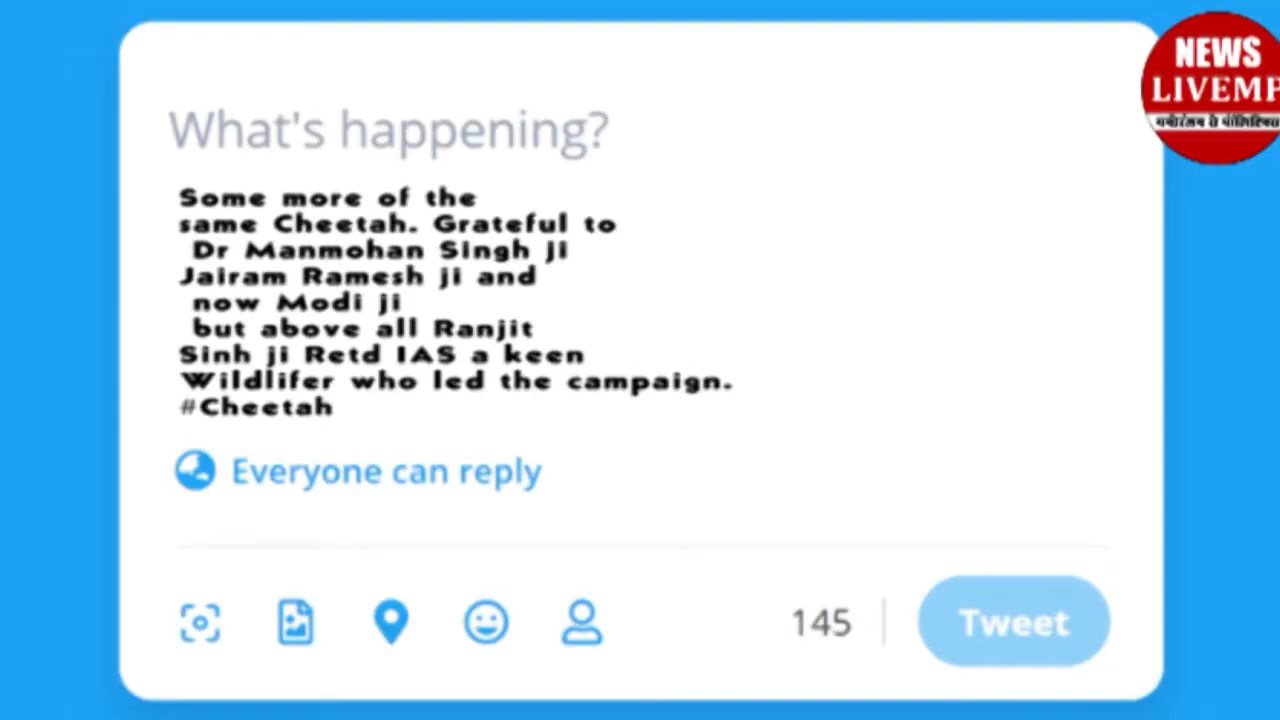 NEWS
LIVEMP
मनोरंजन से पॉलिटिक्स
What's happening?
Some more of the
same Cheetah. Grateful to
Dr Manmohan Singh ji
Jairam Ramesh ji and
now Modi ji
but above all Ranjit
Sinh ji Retd IAS a keen
Wildlifer who led the campaign.
#Cheetah
Everyone can reply
145
Tweet